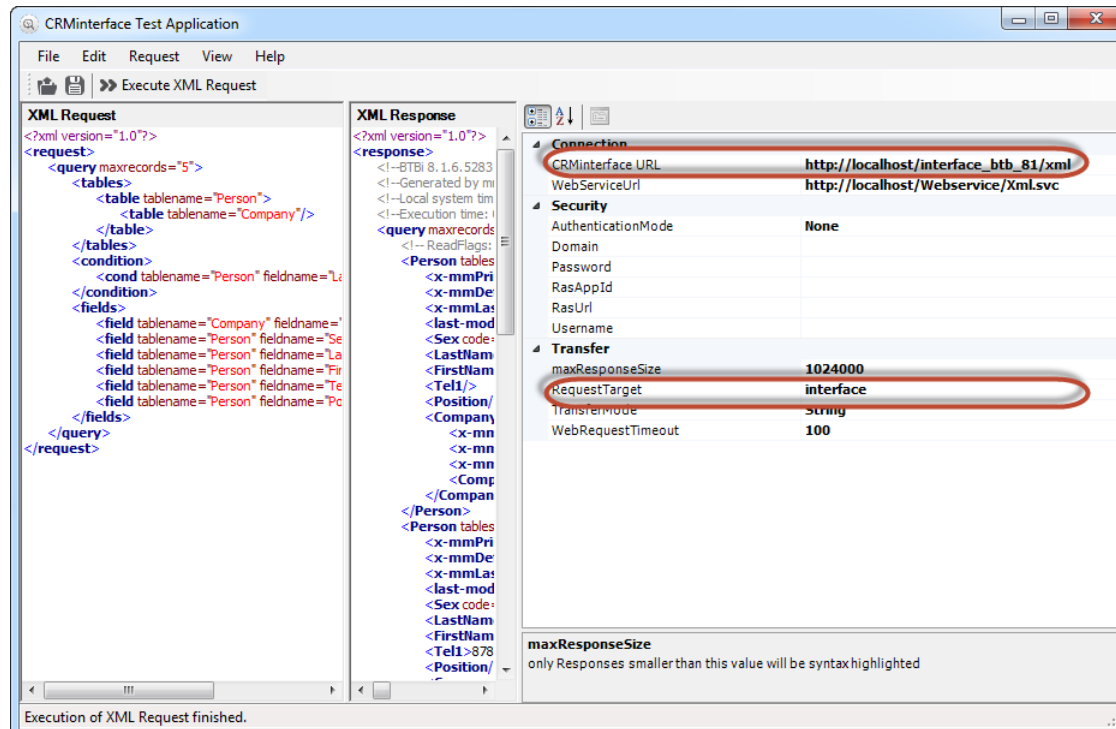 CRMinterface Test Application
File Edit Request View Help
Execute XML Request
XML Request
<?xml version="1.0"?>
<request>
<query maxrecords="5">
<tables>
<table tablename="Person">
<table tablename="Company"/>
</table>
</tables>
<condition>
<cond tablename="Person" fieldname="La
</condition>
<fields>
<field tablename="Company" fieldname="
<field tablename="Person" fieldname="Se
<field tablename="Person" fieldname="La
<field tablename="Person" fieldname="Fir
<field tablename="Person" fieldname="Te
<field tablename="Person" fieldname="Po
</fields>
</query>
</request>
XML Response
<?xml version="1.0"?>
<response>
<!--BTBi 8.1.6.5283
<!--Generated by m
<!--Local system tim
<!--Execution time:
<query maxrecords
<!-- ReadFlags:
<Person tables
<x-mmPri
<x-mmDe
<x-mmLas
<last-mod
<Sex code=
<LastNam
<FirstNam
<Tel1/>
<Position/
<Company
<x-mm
<x-mm
<x-mm
<Comp
</Compan
</Person>
<Person tables
<x-mmPri
<x-mmDe
<x-mmLas
<last-mod
<Sex code=
<LastNam
<FirstNam
<Tel1>878
<Position/
Connection
CRMinterface URL http://localhost/interface_btb_81/xml
WebServiceUrl http://localhost/Webservice/Xml.svc
Security
AuthenticationMode None
Domain
Password
RasAppId
RasUrl
Username
Transfer
maxResponseSize 1024000
RequestTarget interface
TransferMode String
WebRequestTimeout 100
maxResponseSize
only Responses smaller than this value will be syntax highlighted
Execution of XML Request finished.